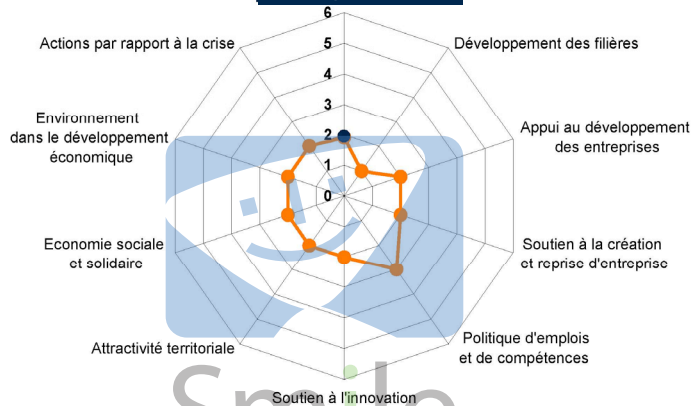 6
5
4
3
2
1
0
Développement des filières
Appui au développement
des entreprises
Soutien à la création
et reprise d'entreprise
Politique d'emplois
et de compétences
Soutien à l'innovation
Attractivité territoriale
Economie sociale
et solidaire
Environnement
dans le développement
économique
Actions par rapport à la crise
Smile